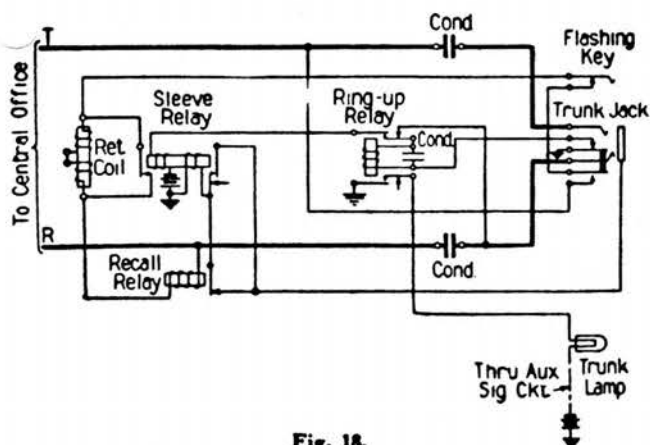 T
Cond
Flashing
Key
Sleeve
Relay
Ring-up
Relay
Trunk Jack
To Central Office
Ret
Coil
Cond
R
Recall
Relay
Cond.
Thru Aux
Sig Ckt.
Trunk
Lamp
Fig. 18.